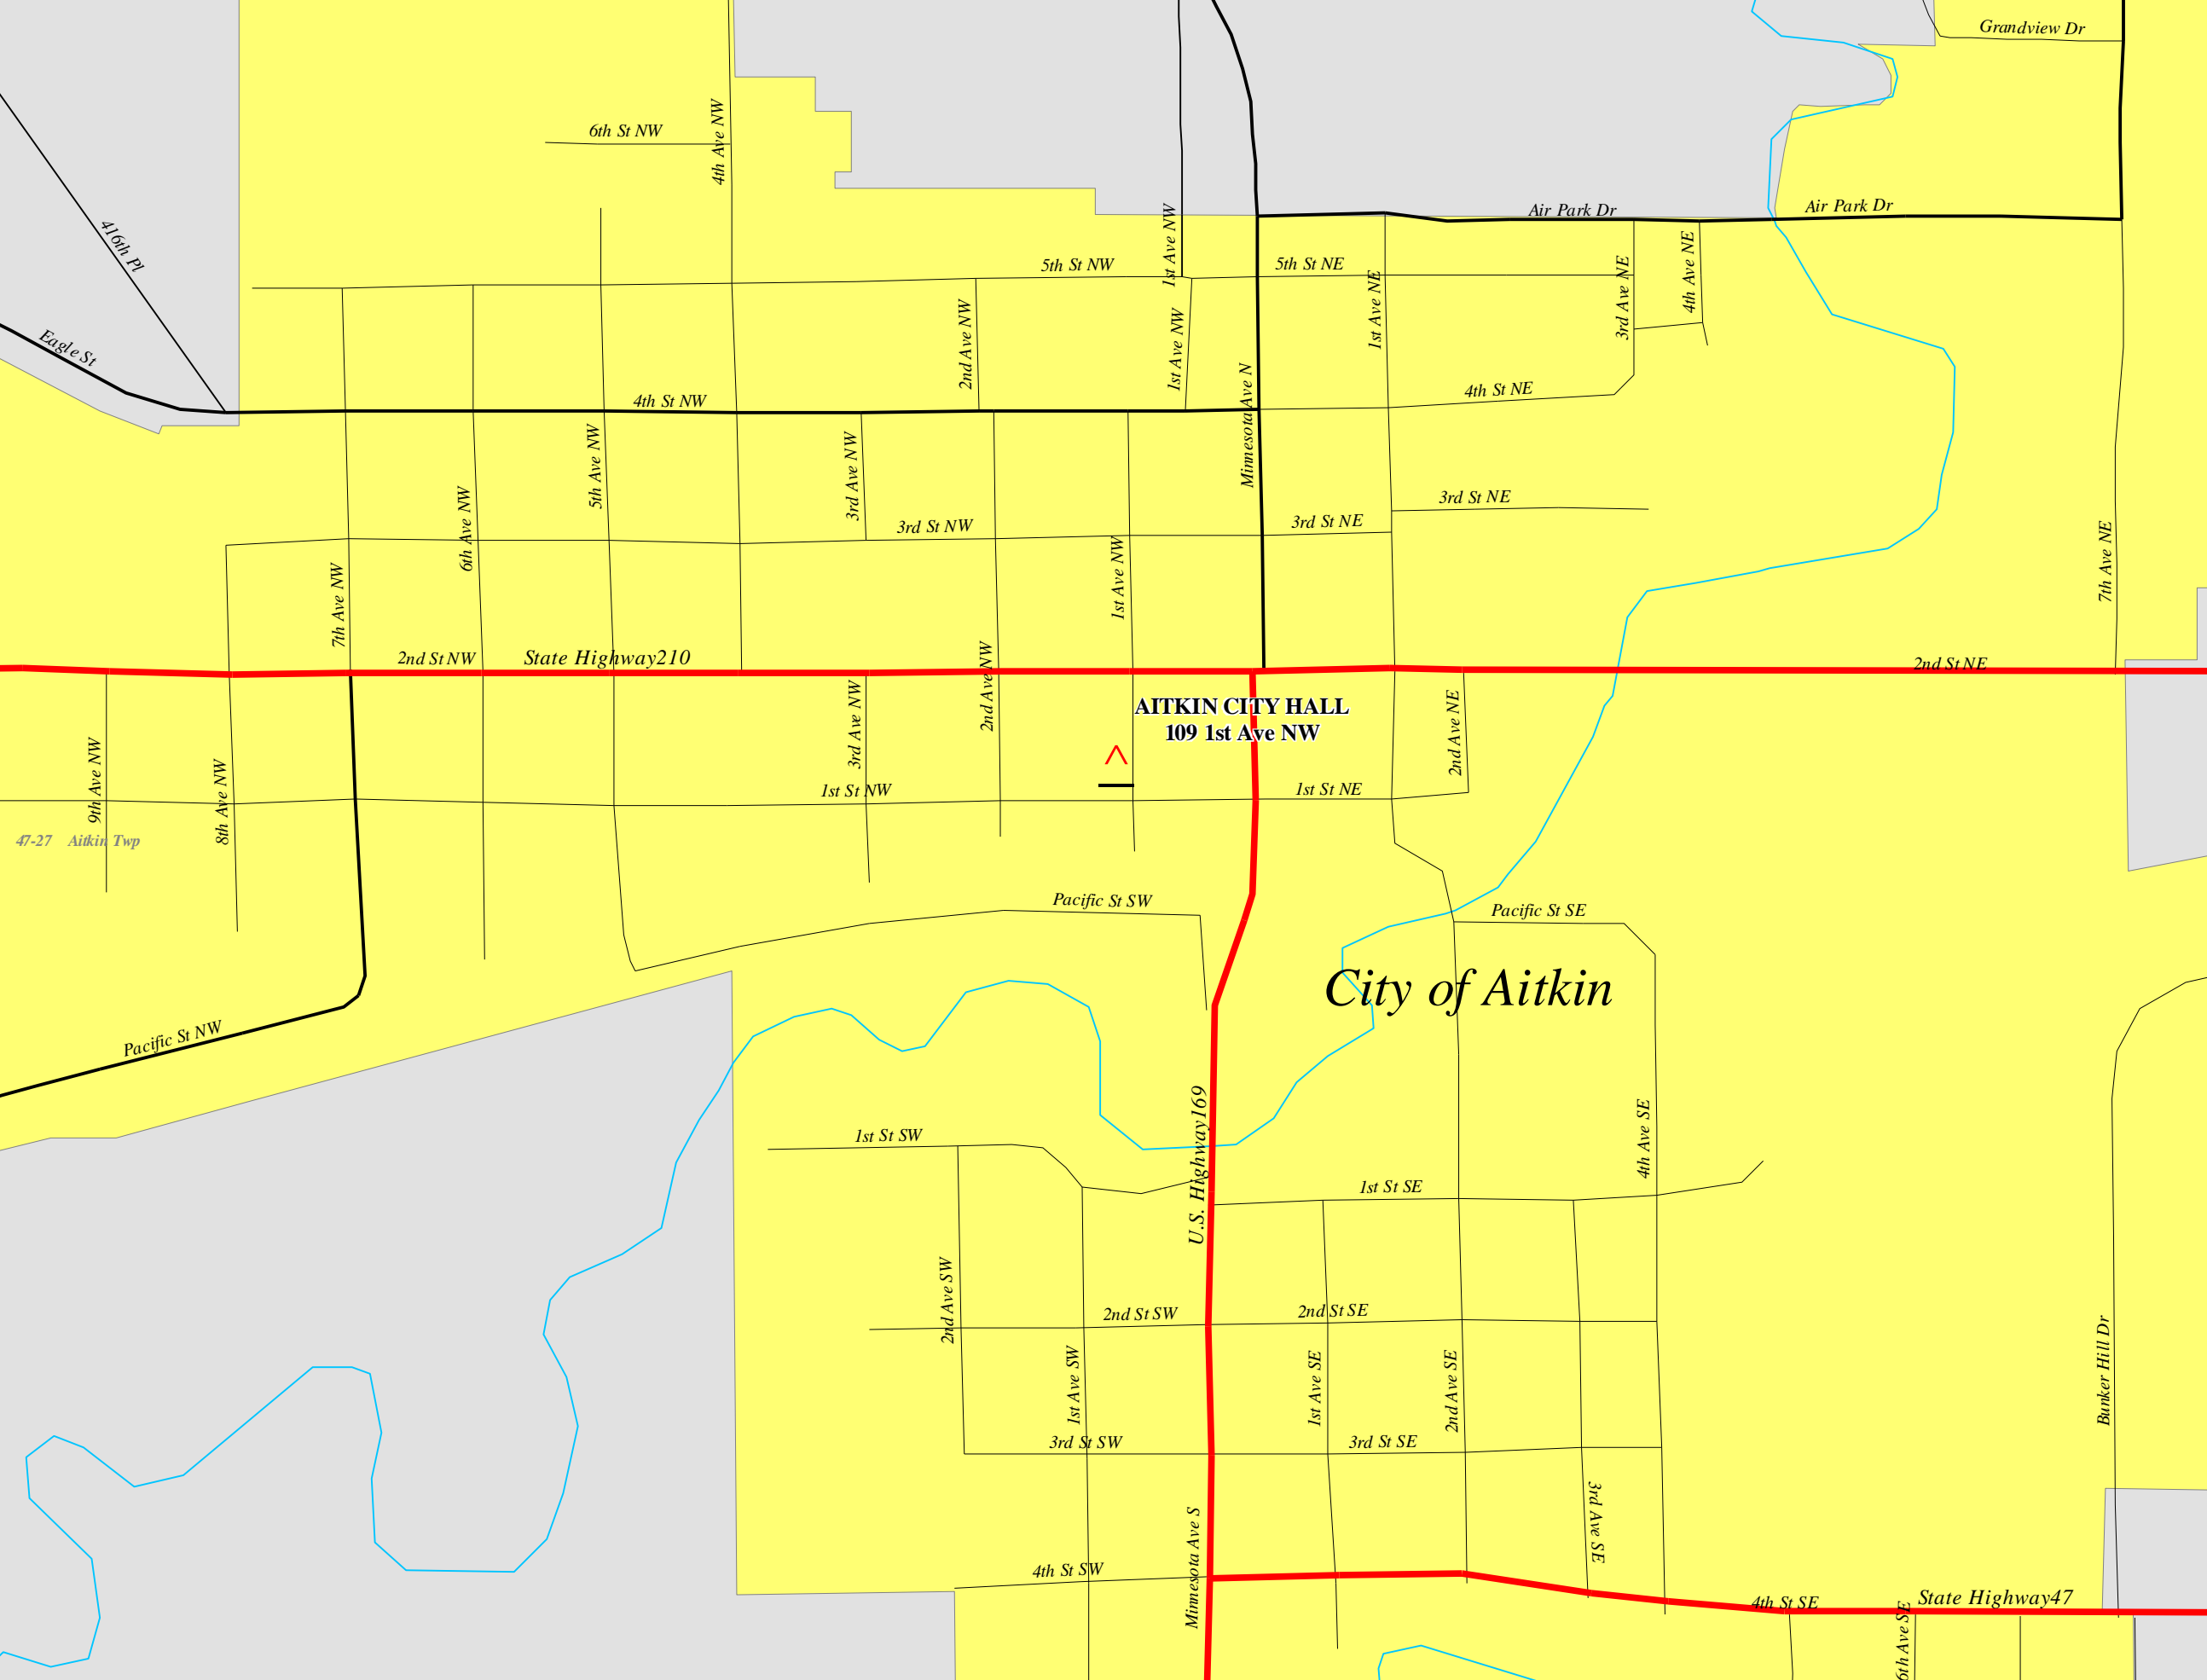 Grandview Dr
4th Ave NW
6th St NW
Air Park Dr
Air Park Dr
1st Ave NW
416th Pl
5th St NW
5th St NE
4th Ave NE
3rd Ave NE
1st Ave NE
2nd Ave NW
1st Ave NW
Eagle St
4th St NW
4th St NE
Minnesota Ave N
5th Ave NW
3rd Ave NW
6th Ave NW
3rd St NW
3rd St NE
3rd St NE
7th Ave NE
1st Ave NW
7th Ave NW
2nd St NW
State Highway210
2nd St NE
2nd Ave NW
AITKIN CITY HALL
109 1st Ave NW
3rd Ave NW
2nd Ave NE
9th Ave NW
8th Ave NW
1st St NW
1st St NE
47-27 Aitkin Twp
Pacific St SW
Pacific St SE
City of Aitkin
Pacific St NW
U.S. Highway169
1st St SW
4th Ave SE
1st St SE
2nd Ave SW
2nd St SW
2nd St SE
1st Ave SW
1st Ave SE
2nd Ave SE
Bunker Hill Dr
3rd St SW
3rd St SE
3rd Ave SE
Minnesota Ave S
4th St SW
4th St SE
State Highway47
6th Ave SE